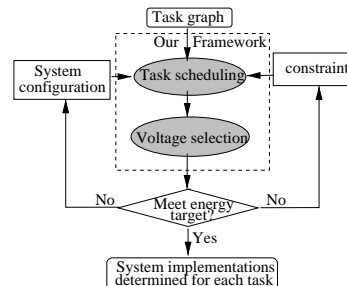 Task graph
Our Framework
System
configuration
Task scheduling
constraint
Voltage selection
No
Meet energy
target?
No
Yes
System implementations
determined for each task